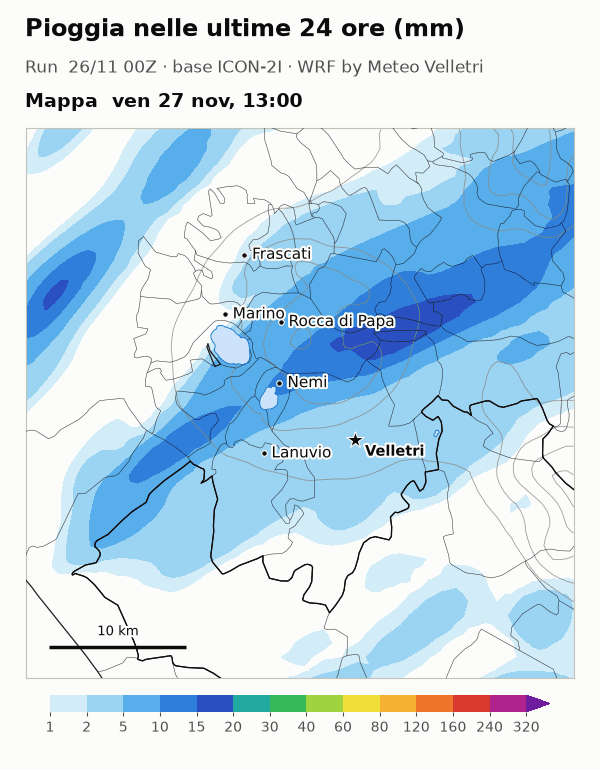 Pioggia nelle ultime 24 ore (mm)
Run 26/11 00Z · base ICON-2I · WRF by Meteo Velletri
Mappa ven 27 nov, 13:00
Frascati
Marino
Rocca di Papa
Nemi
Velletri
Lanuvio
10 km
1 2 5 10 15 20 30 40 60 80 120 160 240 320